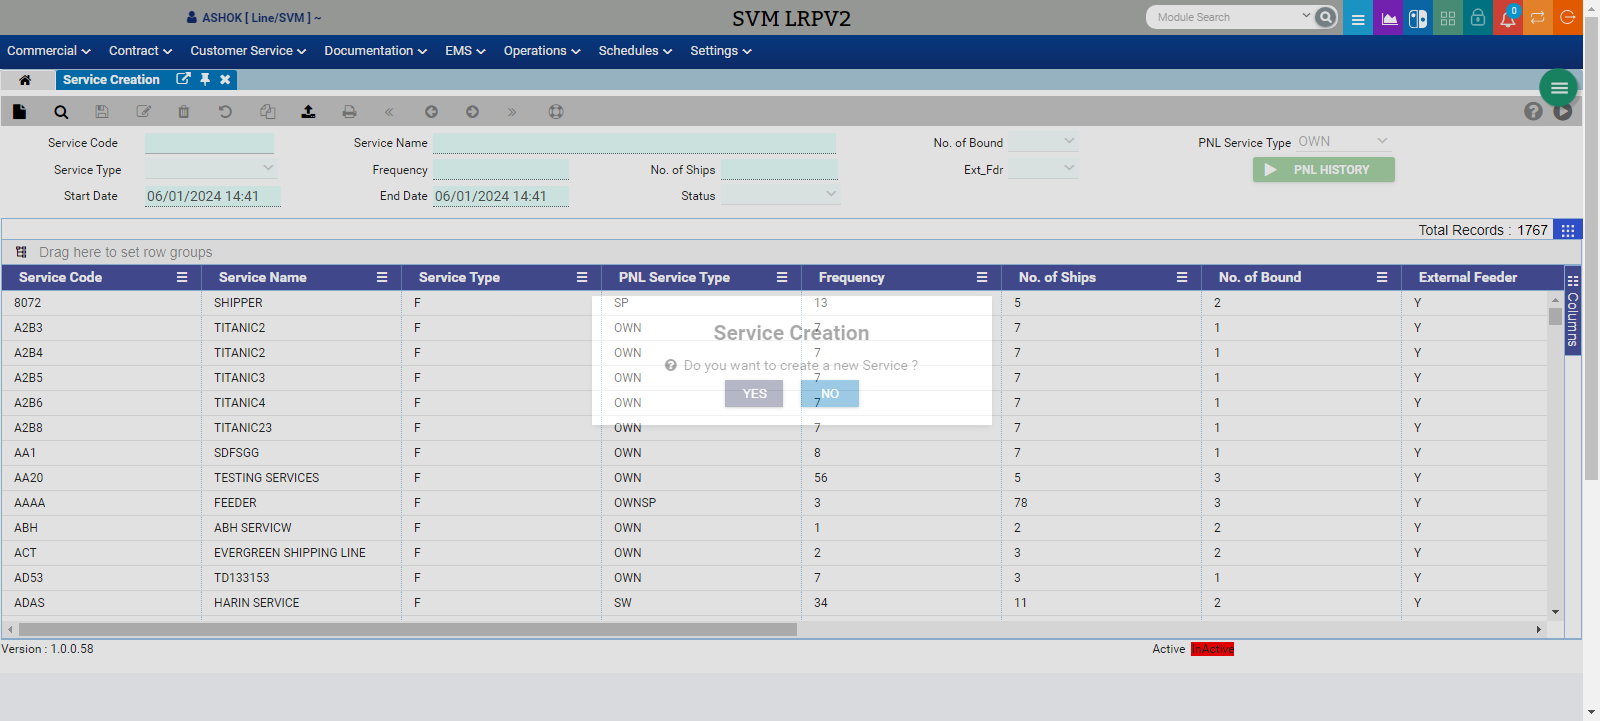 ASHOK [ Line/SVM ] ~
SVM LRPV2
Module Search
0
Commercial Contract Customer Service Documentation EMS Operations Schedules Settings
Service Creation
Service Code
Service Name
No. of Bound
PNL Service Type OWN
Service Type
Frequency
No. of Ships
Ext_Fdr
PNL HISTORY
Start Date 06/01/2024 14:41
End Date 06/01/2024 14:41
Status
Total Records : 1767
Drag here to set row groups
Service Code Service Name Service Type PNL Service Type Frequency No. of Ships No. of Bound External Feeder
Columns
8072 SHIPPER F SP 13 5 2 Y
A2B3 TITANIC2 F OWN 7 7 1 Y
A2B4 TITANIC2 F OWN 7 7 1 Y
A2B5 TITANIC3 F OWN 7 7 1 Y
A2B6 TITANIC4 F OWN 7 7 1 Y
A2B8 TITANIC23 F OWN 7 7 1 Y
AA1 SDFSGG F OWN 8 7 1 Y
AA20 TESTING SERVICES F OWN 56 5 3 Y
AAAA FEEDER F OWNSP 3 78 3 Y
ABH ABH SERVICW F OWN 1 2 2 Y
ACT EVERGREEN SHIPPING LINE F OWN 2 3 2 Y
AD53 TD133153 F OWN 7 3 1 Y
ADAS HARIN SERVICE F SW 34 11 2 Y
Service Creation
Do you want to create a new Service ?
YES NO
Version : 1.0.0.58
Active InActive